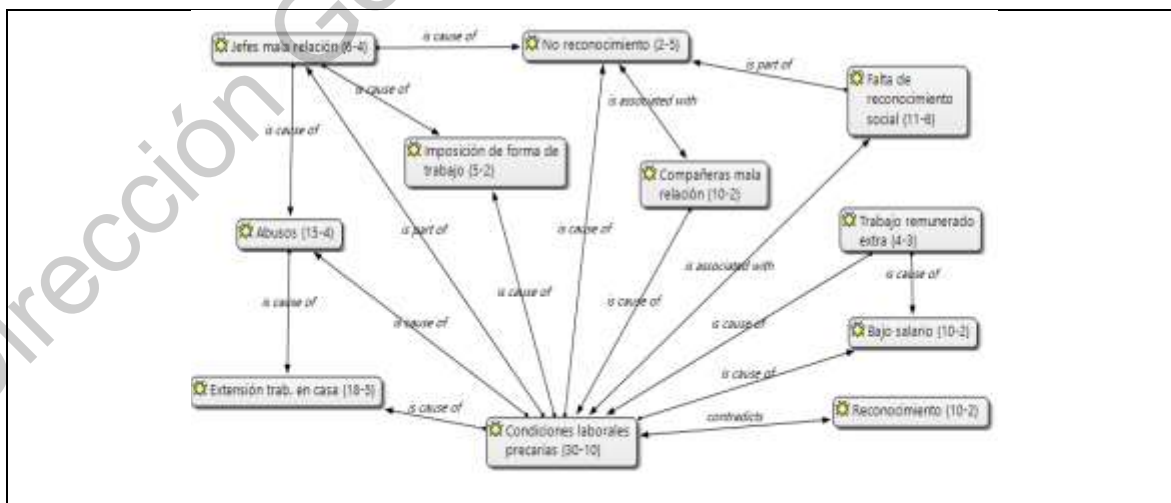 is cause of
Jefes mala relación (6-4)
No reconocimiento (2-5)
is part of
Falta de
reconocimiento
social (11-8)
is cause of
is associated with
is cause of
Imposición de forma de
trabajo (5-2)
Compañeras mala
relación (10-2)
Trabajo remunerado
extra (4-3)
Abusos (15-4)
is part of
is cause of
is associated with
is cause of
is cause of
is cause of
is cause of
is cause of
is cause of
Bajo salario (10-2)
is cause of
Extensión trab. en casa (18-5)
is cause of
Reconocimiento (10-2)
contradicts
Condiciones laborales
precarias (30-10)
Dirección